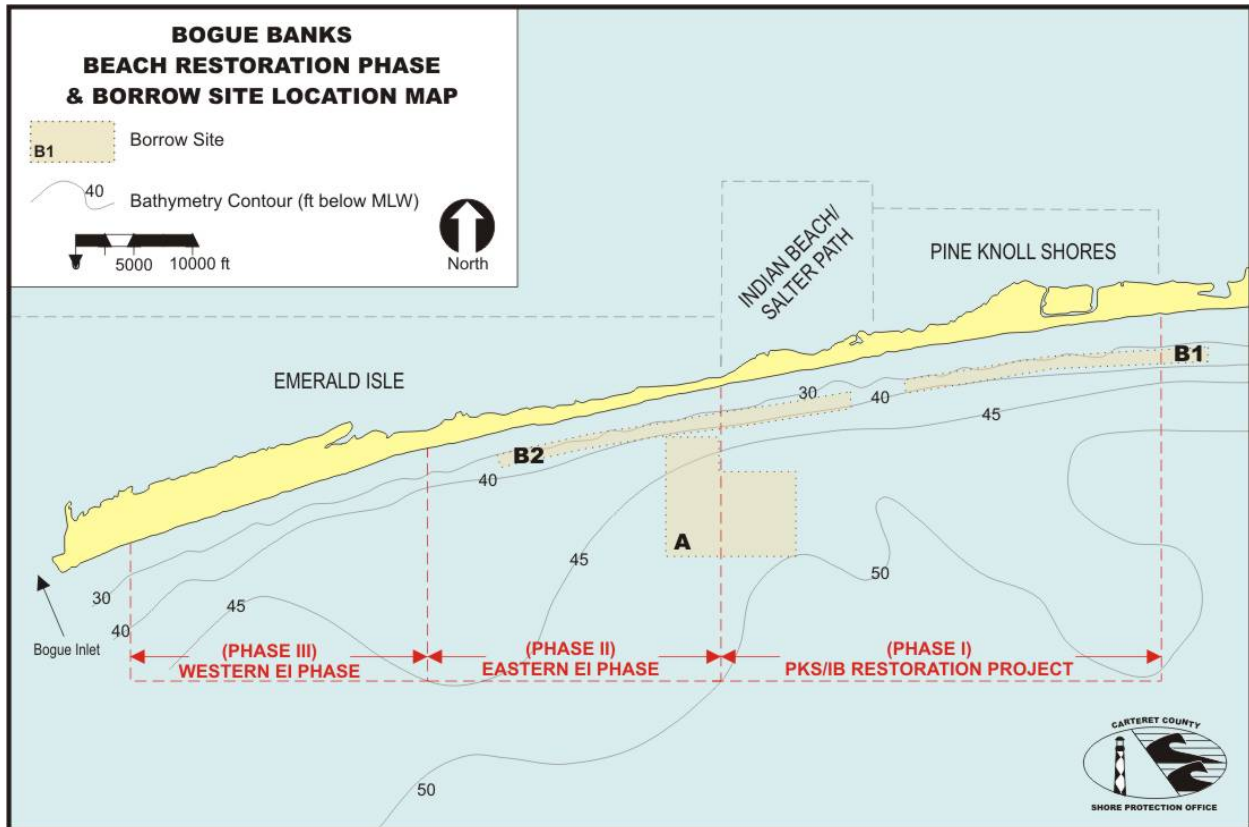 BOGUE BANKS
BEACH RESTORATION PHASE
& BORROW SITE LOCATION MAP
B1
Borrow Site
40
Bathymetry Contour (ft below MLW)
0 5000 10000 ft
North
INDIAN BEACH/
SALTER PATH
PINE KNOLL SHORES
EMERALD ISLE
B1
30
40
45
B2
40
A
45
50
30
45
40
Bogue Inlet
(PHASE III)
WESTERN EI PHASE
(PHASE II)
EASTERN EI PHASE
(PHASE I)
PKS/IB RESTORATION PROJECT
50
CARTERET COUNTY
SHORE PROTECTION OFFICE